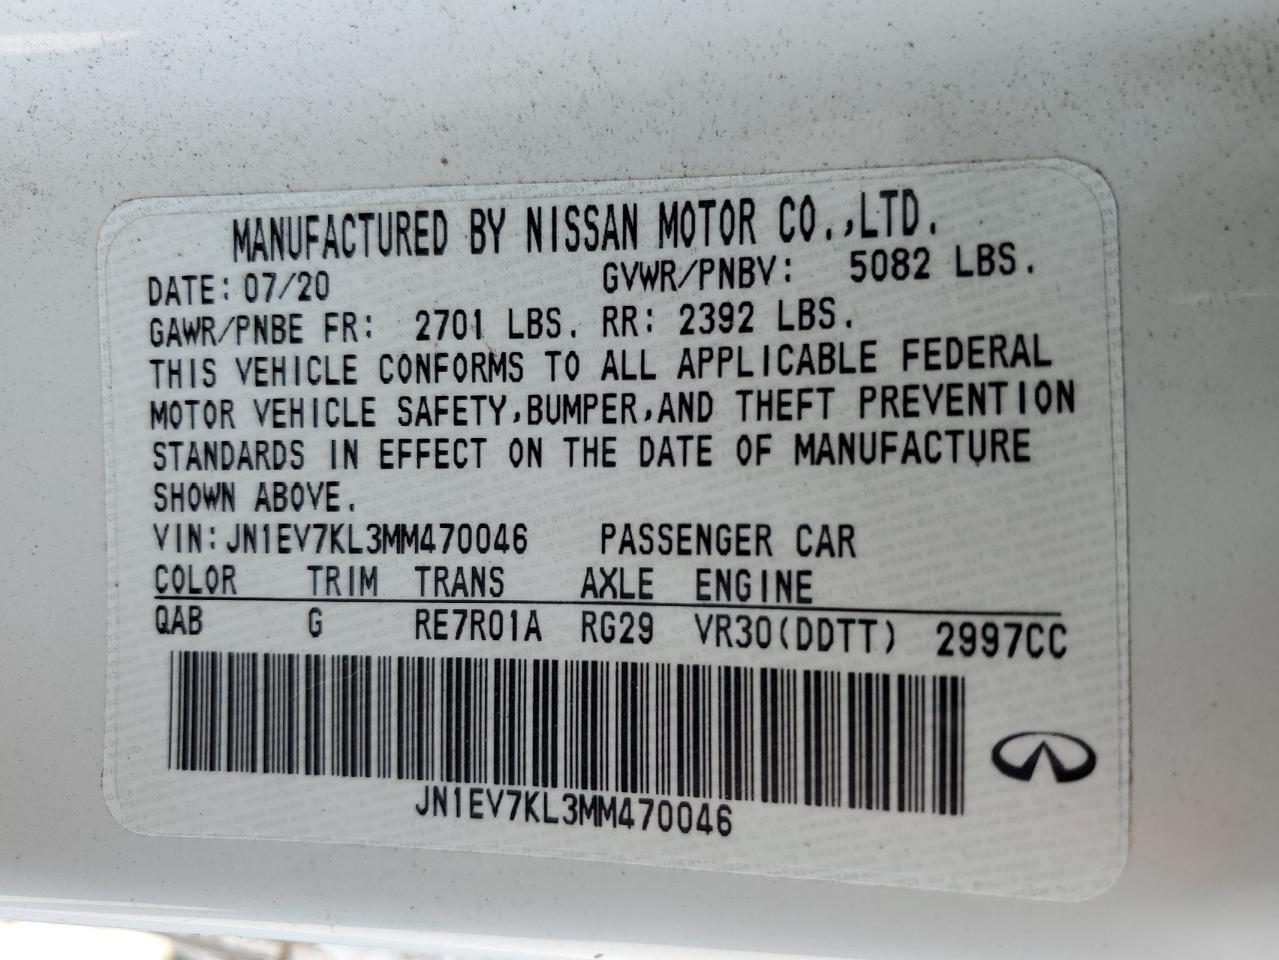 MANUFACTURED BY NISSAN MOTOR CO.,LTD.
DATE: 07/20 GVWR/PNBV: 5082 LBS.
GAWR/PNBE FR: 2701 LBS. RR: 2392 LBS.
THIS VEHICLE CONFORMS TO ALL APPLICABLE FEDERAL
MOTOR VEHICLE SAFETY,BUMPER,AND THEFT PREVENTION
STANDARDS IN EFFECT ON THE DATE OF MANUFACTURE
SHOWN ABOVE.
VIN:JN1EV7KL3MM470046 PASSENGER CAR
COLOR TRIM TRANS AXLE ENGINE
QAB G RE7R01A RG29 VR30(DDTT) 2997CC
JN1EV7KL3MM470046